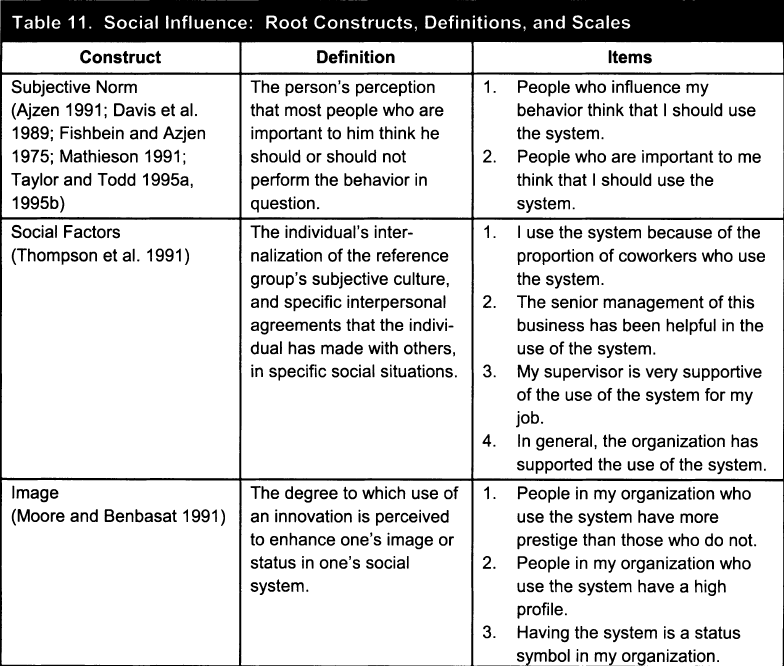 Table 11. Social Influence: Root Constructs, Definitions, and Scales
Construct
Definition
Items
Subjective Norm
(Ajzen 1991; Davis et al.
1989; Fishbein and Azjen
1975; Mathieson 1991;
Taylor and Todd 1995a,
1995b)
The person's perception
that most people who are
important to him think he
should or should not
perform the behavior in
question.
1. People who influence my
behavior think that I should use
the system.
2. People who are important to me
think that I should use the
system.
Social Factors
(Thompson et al. 1991)
The individual's inter-
nalization of the reference
group's subjective culture,
and specific interpersonal
agreements that the indivi-
dual has made with others,
in specific social situations.
1. I use the system because of the
proportion of coworkers who use
the system.
2. The senior management of this
business has been helpful in the
use of the system.
3. My supervisor is very supportive
of the use of the system for my
job.
4. In general, the organization has
supported the use of the system.
Image
(Moore and Benbasat 1991)
The degree to which use of
an innovation is perceived
to enhance one's image or
status in one's social
system.
1. People in my organization who
use the system have more
prestige than those who do not.
2. People in my organization who
use the system have a high
profile.
3. Having the system is a status
symbol in my organization.